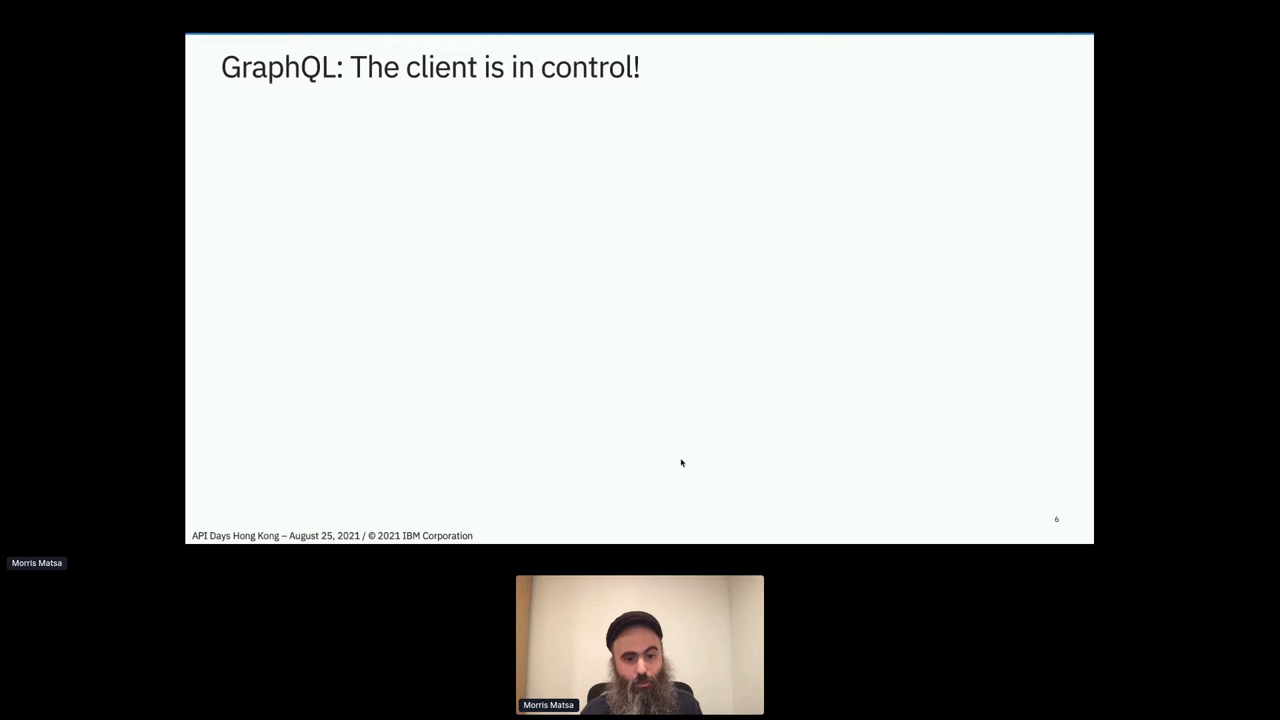 GraphQL: The client is in control!
6
API Days Hong Kong – August 25, 2021 / © 2021 IBM Corporation
Morris Matsa
Morris Matsa